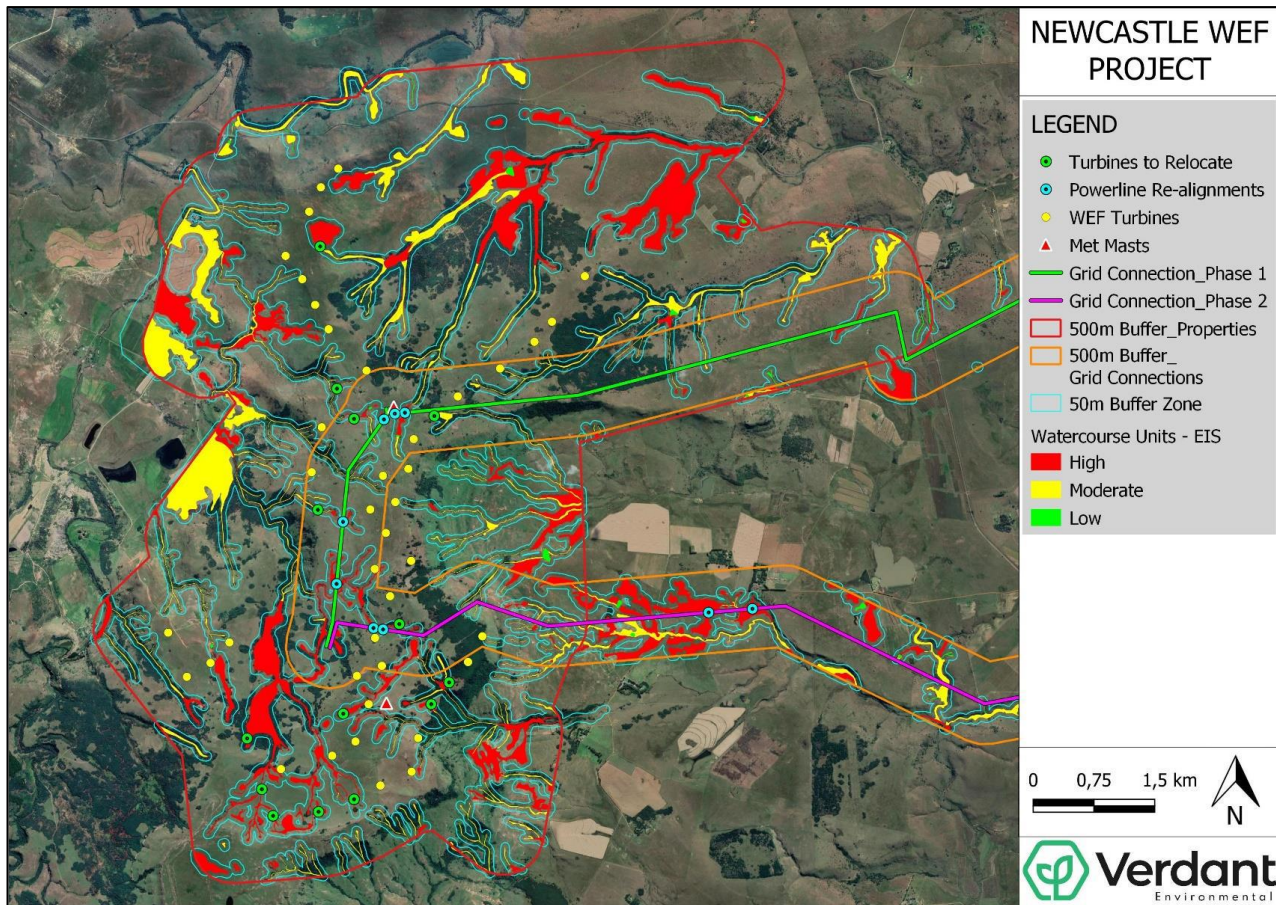 NEWCASTLE WEF
PROJECT
LEGEND
Turbines to Relocate
Powerline Re-alignments
WEF Turbines
Met Masts
Grid Connection_Phase 1
Grid Connection_Phase 2
500m Buffer_Properties
500m Buffer_
Grid Connections
50m Buffer Zone
Watercourse Units - EIS
High
Moderate
Low
0 0,75 1,5 km
N
Verdant
Environmental